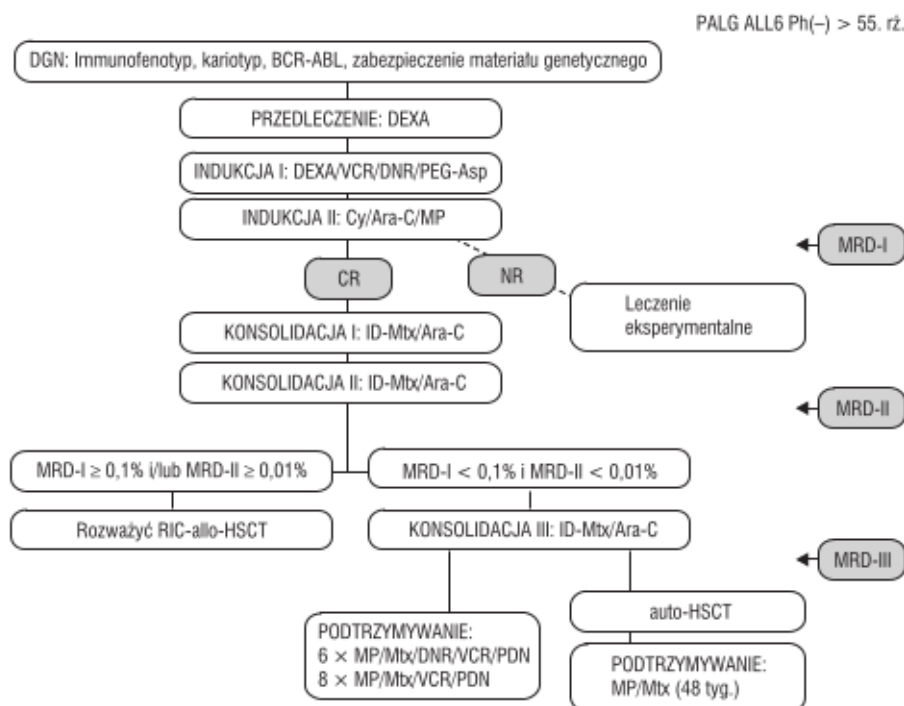 PALG ALL6 Ph(–) > 55. rż.
DGN: Immunofenotyp, kariotyp, BCR-ABL, zabezpieczenie materiału genetycznego
PRZEDLECZENIE: DEXA
INDUKCJA I: DEXA/VCR/DNR/PEG-Asp
INDUKCJA II: Cy/Ara-C/MP
MRD-I
CR
NR
Leczenie
eksperymentalne
KONSOLIDACJA I: ID-Mtx/Ara-C
KONSOLIDACJA II: ID-Mtx/Ara-C
MRD-II
MRD-I ≥ 0,1% i/lub MRD-II ≥ 0,01%
MRD-I < 0,1% i MRD-II < 0,01%
Rozważyć RIC-allo-HSCT
KONSOLIDACJA III: ID-Mtx/Ara-C
MRD-III
auto-HSCT
PODTRZYMYWANIE:
6 × MP/Mtx/DNR/VCR/PDN
8 × MP/Mtx/VCR/PDN
PODTRZYMYWANIE:
MP/Mtx (48 tyg.)